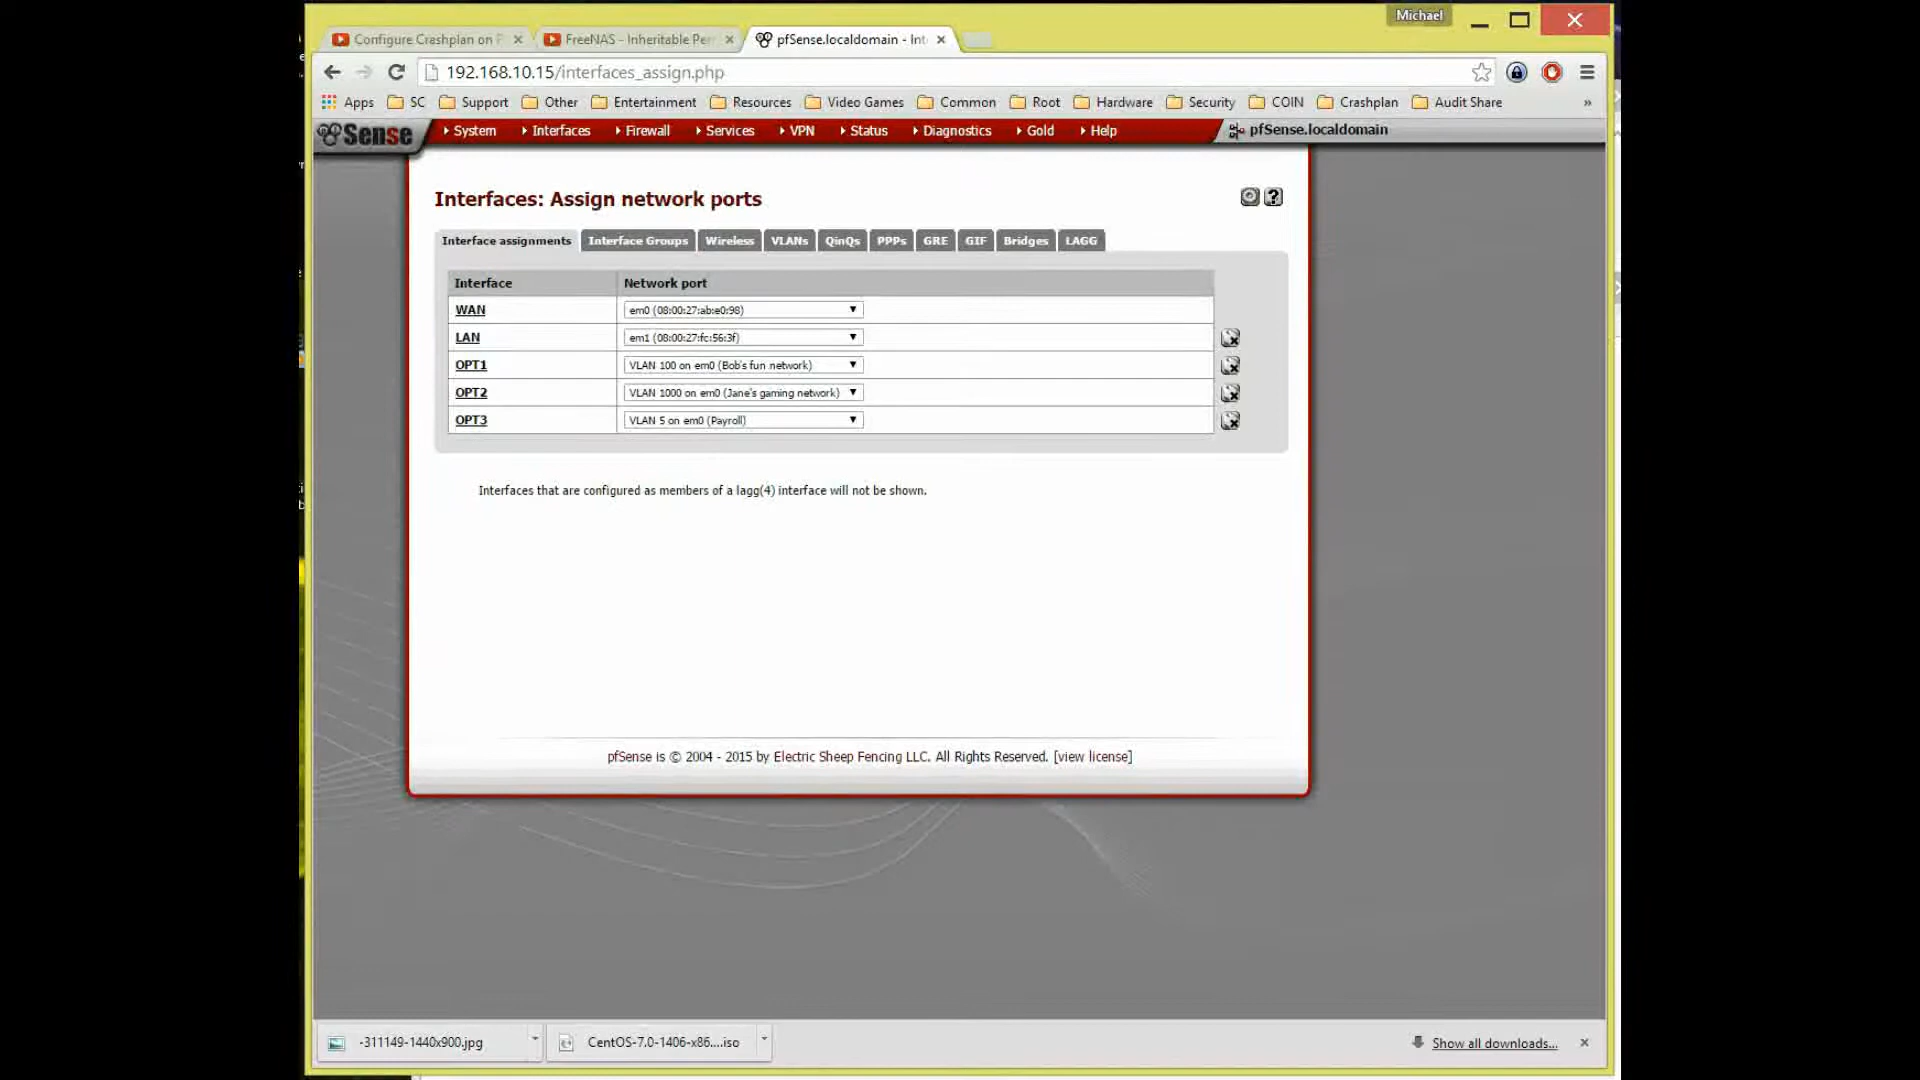 Michael
Configure Crashplan on F
FreeNAS - Inheritable Per
pfSense.localdomain - Int
192.168.10.15/interfaces_assign.php
Apps SC Support Other Entertainment Resources Video Games Common Root Hardware Security COIN Crashplan Audit Share »
Sense System Interfaces Firewall Services VPN Status Diagnostics Gold Help pfSense.localdomain
Interfaces: Assign network ports
?
Interface assignments Interface Groups Wireless VLANs QinQs PPPs GRE GIF Bridges LAGG
Interface Network port
WAN em0 (08:00:27:ab:e0:98)
LAN em1 (08:00:27:fc:56:3f)
OPT1 VLAN 100 on em0 (Bob's fun network)
OPT2 VLAN 1000 on em0 (Jane's gaming network)
OPT3 VLAN 5 on em0 (Payroll)
Interfaces that are configured as members of a lagg(4) interface will not be shown.
pfSense is © 2004 - 2015 by Electric Sheep Fencing LLC. All Rights Reserved. [view license]
-311149-1440x900.jpg
CentOS-7.0-1406-x86....iso
Show all downloads...